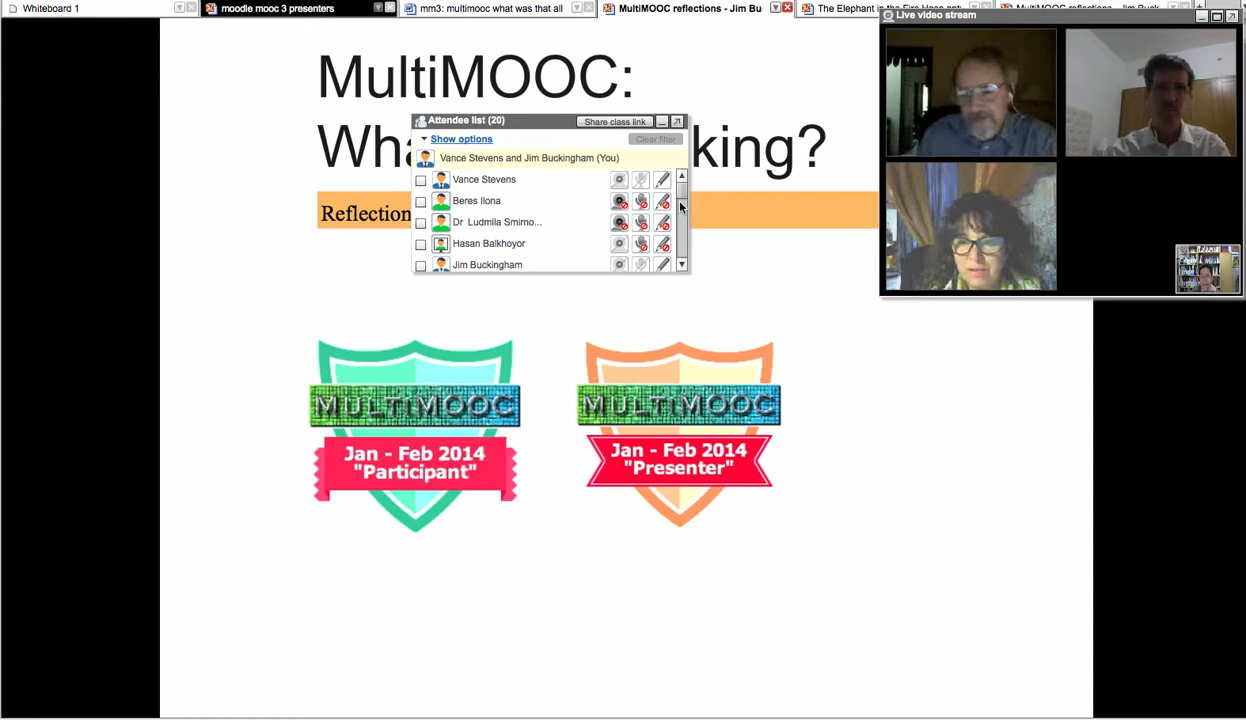 Whiteboard 1
moodle mooc 3 presenters
mm3: multimooc what was that all
MultiMOOC reflections - Jim Bu
The Elephant in the Fire Hose
Live video stream
MultiMOOC:
king?
Attendee list (20)
Share class link
Show options
Clear filter
Vance Stevens and Jim Buckingham (You)
Vance Stevens
Beres Ilona
Dr Ludmila Smirno...
Hasan Balkhoyor
Jim Buckingham
Reflection
MULTIMOOC
Jan - Feb 2014
"Participant"
MULTIMOOC
Jan - Feb 2014
"Presenter"